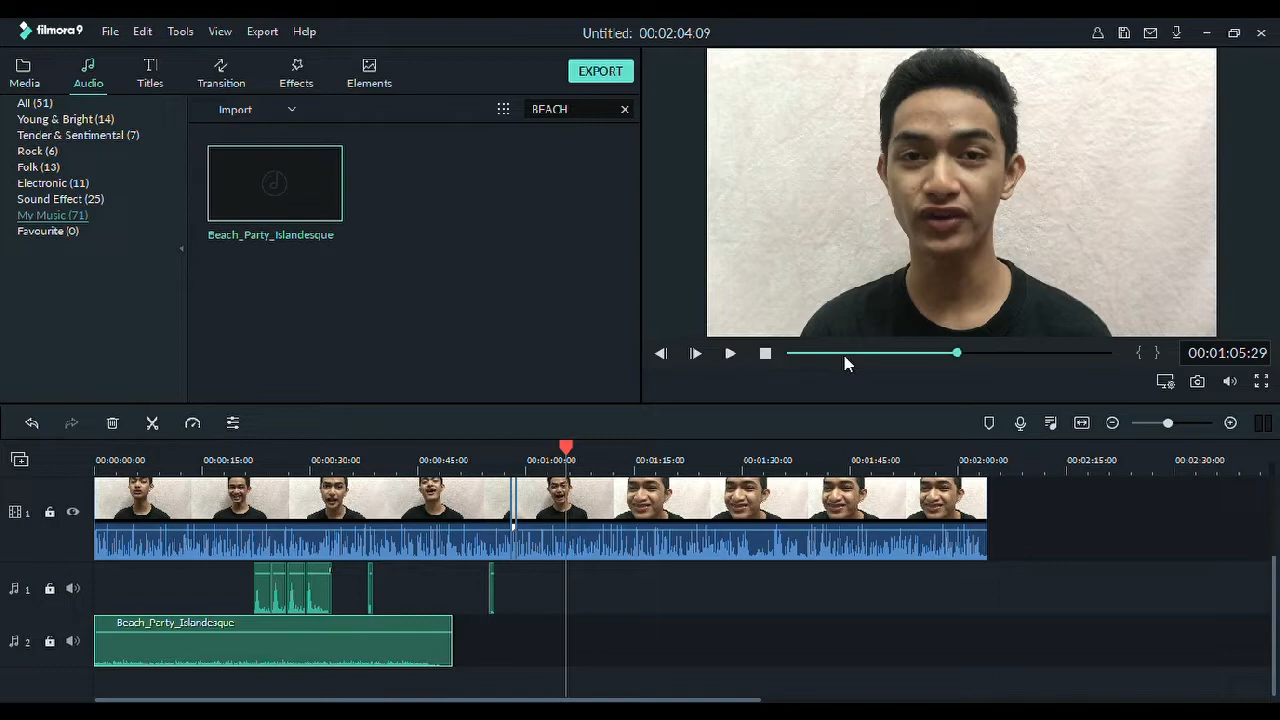 filmora9 File Edit Tools View Export Help Untitled: 00:02:04:09
Media Audio Titles Transition Effects Elements EXPORT
All (51)
Young & Bright (14)
Tender & Sentimental (7)
Rock (6)
Folk (13)
Electronic (11)
Sound Effect (25)
My Music (71)
Favourite (0)
Import BEACH
Beach_Party_Islandesque
{ } 00:01:05:29
00:00:00:00 00:00:15:00 00:00:30:00 00:00:45:00 00:01:00:00 00:01:15:00 00:01:30:00 00:01:45:00 00:02:00:00 00:02:15:00 00:02:30:00
1
1
2
Beach_Party_Islandesque